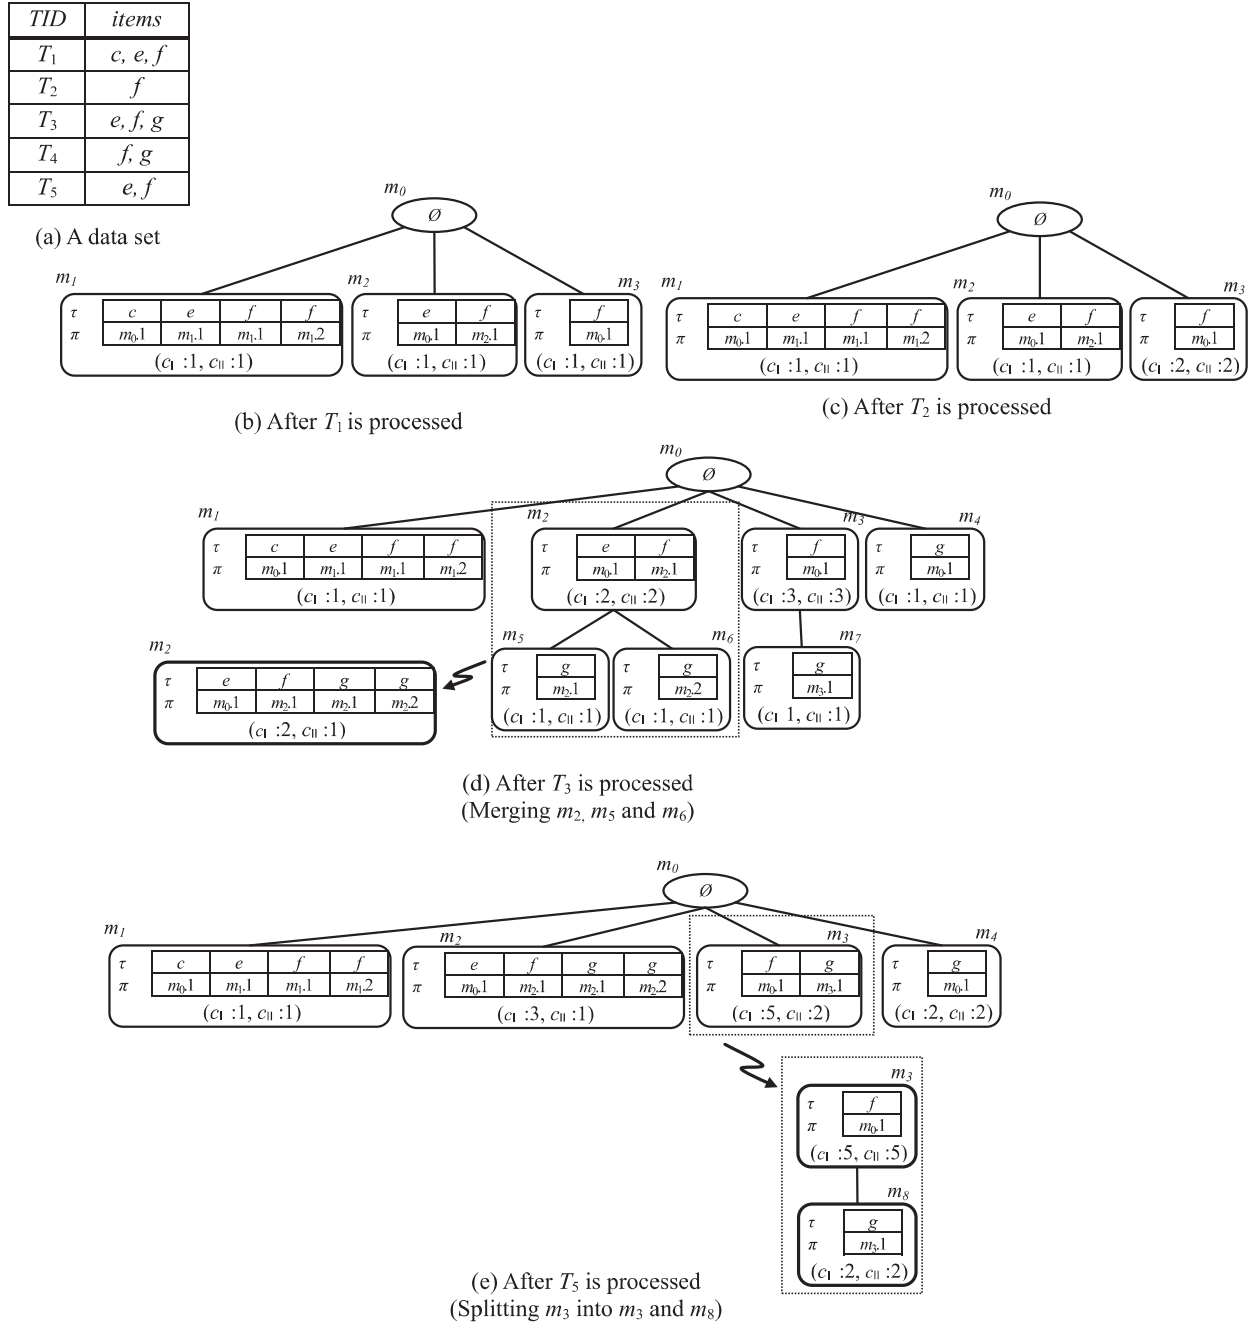 TID items
T1 c, e, f
T2 f
T3 e, f, g
T4 f, g
T5 e, f
(a) A data set
m0
Ø
m1 m2 m3
τ c e f f τ e f τ f
π m0.1 m1.1 m1.1 m1.2 π m0.1 m2.1 π m0.1
(cI :1, cII :1) (cI :1, cII :1) (cI :1, cII :1)
(b) After T1 is processed
m0
Ø
m1 m2 m3
τ c e f f τ e f τ f
π m0.1 m1.1 m1.1 m1.2 π m0.1 m2.1 π m0.1
(cI :1, cII :1) (cI :1, cII :1) (cI :2, cII :2)
(c) After T2 is processed
m0
Ø
m1 m2 m3 m4
τ c e f f τ e f τ f τ g
π m0.1 m1.1 m1.1 m1.2 π m0.1 m2.1 π m0.1 π m0.1
(cI :1, cII :1) (cI :2, cII :2) (cI :3, cII :3) (cI :1, cII :1)
m2 m5 m6 m7
τ e f g g τ g τ g τ g
π m0.1 m2.1 m2.1 m2.2 π m2.1 π m2.2 π m3.1
(cI :2, cII :1) (cI :1, cII :1) (cI :1, cII :1) (cI 1, cII :1)
(d) After T3 is processed
(Merging m2, m5 and m6)
m0
Ø
m1 m2 m3 m4
τ c e f f τ e f g g τ f g τ g
π m0.1 m1.1 m1.1 m1.2 π m0.1 m2.1 m2.1 m2.2 π m0.1 m3.1 π m0.1
(cI :1, cII :1) (cI :3, cII :1) (cI :5, cII :2) (cI :2, cII :2)
m3
τ f
π m0.1
(cI :5, cII :5)
m8
τ g
π m3.1
(cI :2, cII :2)
(e) After T5 is processed
(Splitting m3 into m3 and m8)